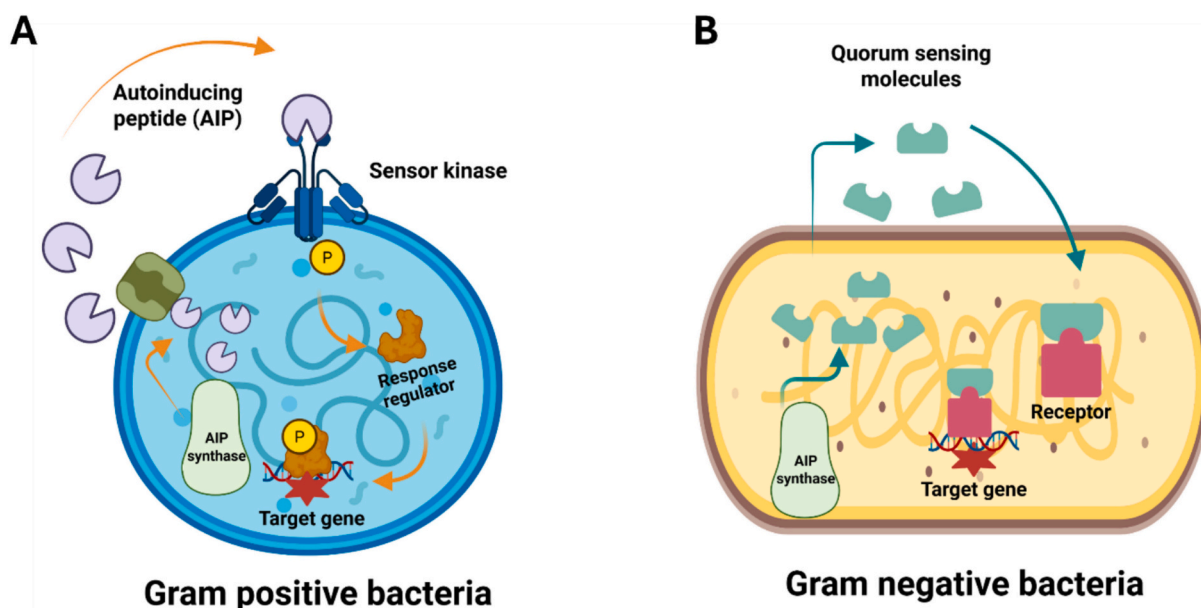 A
Autoinducing
peptide (AIP)
Sensor kinase
P
Response
regulator
AIP
synthase
P
Target gene
Gram positive bacteria
B
Quorum sensing
molecules
Receptor
AIP
synthase
Target gene
Gram negative bacteria